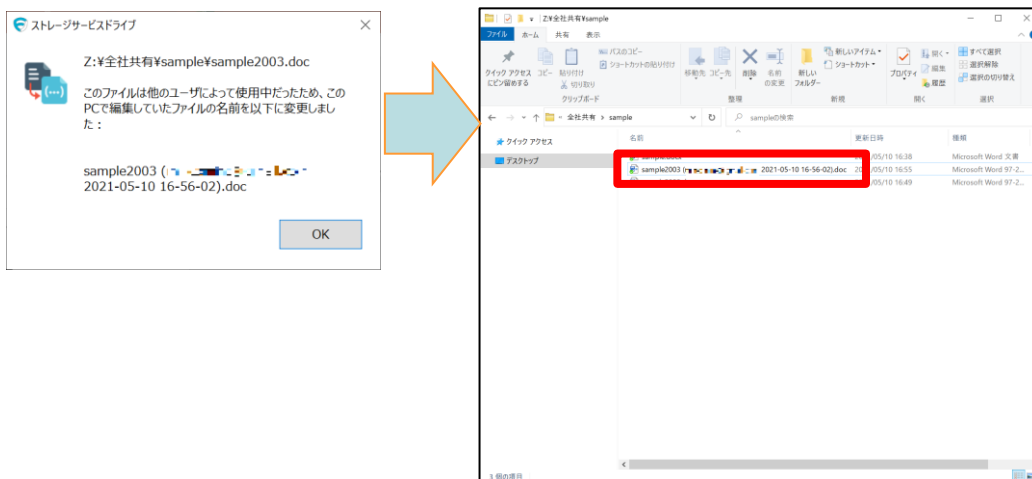 ストレージサービスドライブ
Z:¥全社共有¥sample¥sample2003.doc
このファイルは他のユーザによって使用中だったため、この
PCで編集していたファイルの名前を以下に変更しまし
た：
sample2003 (
2021-05-10 16-56-02).doc
OK
Z:¥全社共有¥sample
ファイル ホーム 共有 表示
クイック アクセス
にピン留めする
コピー
貼り付け
パスのコピー
ショートカットの貼り付け
切り取り
クリップボード
移動先
コピー先
削除
名前
の変更
整理
新しい
フォルダー
新しいアイテム
ショートカット
新規
プロパティ
開く
編集
履歴
開く
すべて選択
選択解除
選択の切り替え
選択
全社共有 › sample
sampleの検索
クイック アクセス
デスクトップ
名前 更新日時 種類
16:38 Microsoft Word 文書
sample2003 ( 2021-05-10 16-56-02).doc /05/10 16:55 Microsoft Word 97-2...
/05/10 16:49 Microsoft Word 97-2...
3 個の項目